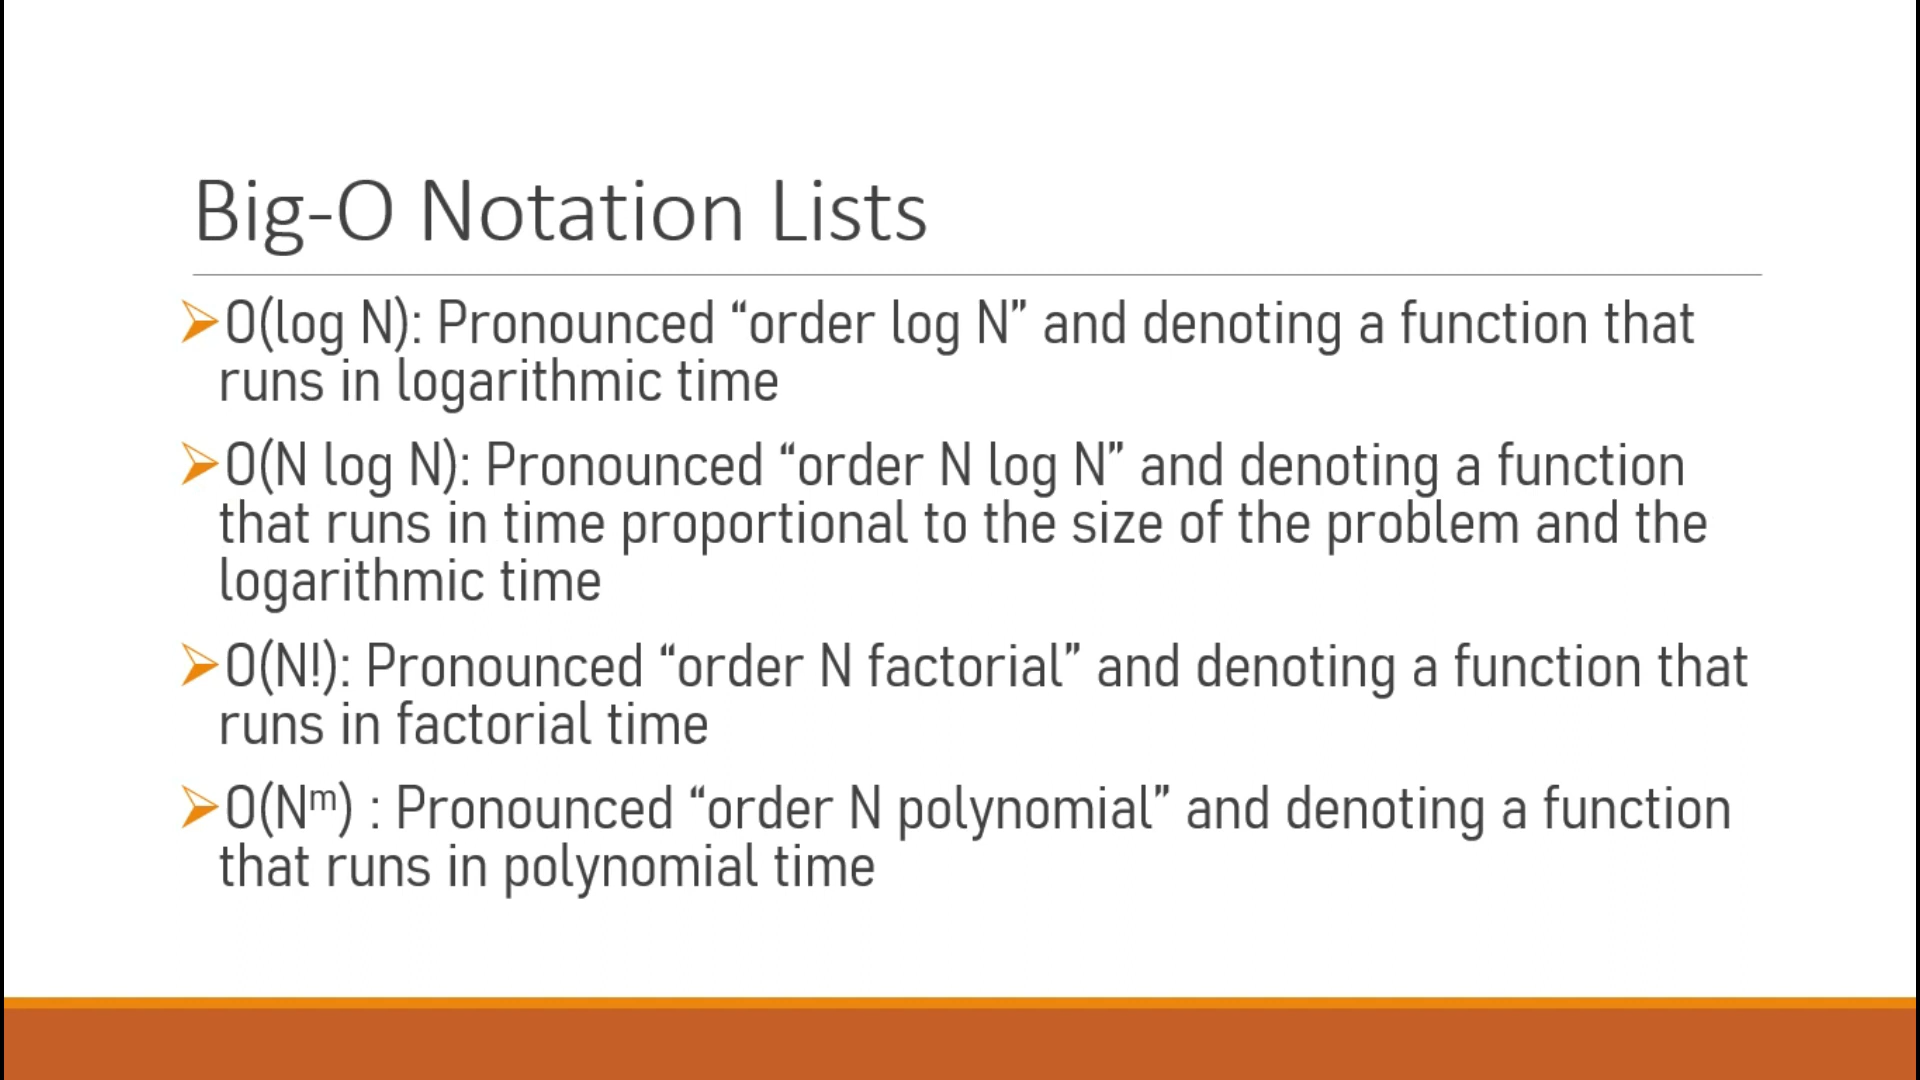 Big-O Notation Lists
➢O(log N): Pronounced “order log N” and denoting a function that
runs in logarithmic time
➢O(N log N): Pronounced “order N log N” and denoting a function
that runs in time proportional to the size of the problem and the
logarithmic time
➢O(N!): Pronounced “order N factorial” and denoting a function that
runs in factorial time
➢O(Nᵐ) : Pronounced “order N polynomial” and denoting a function
that runs in polynomial time